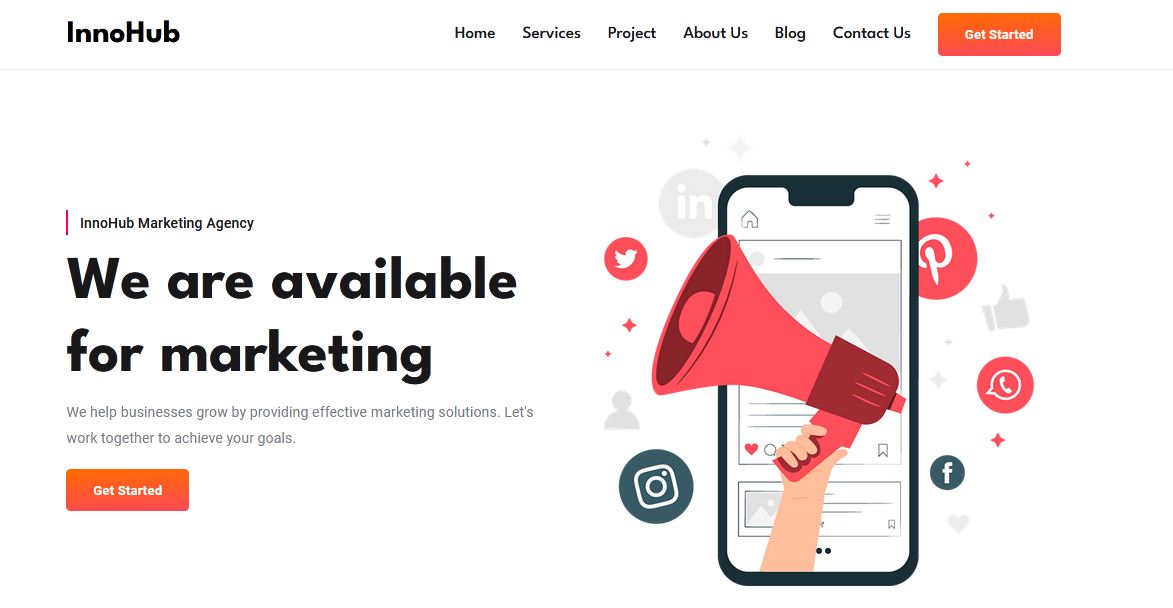 InnoHub
Home
Services
Project
About Us
Blog
Contact Us
Get Started
InnoHub Marketing Agency
We are available
for marketing
We help businesses grow by providing effective marketing solutions. Let's
work together to achieve your goals.
Get Started
in
f